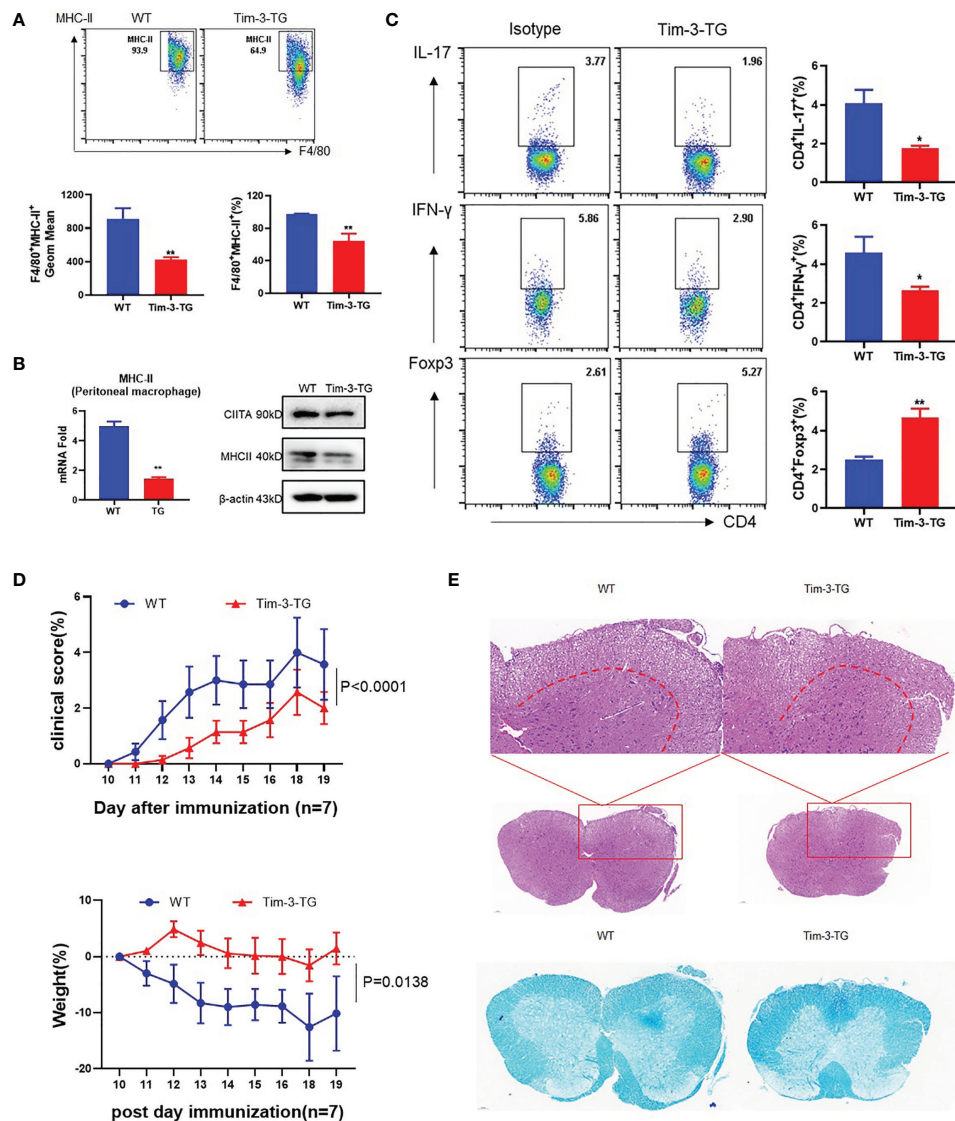 A
MHC-II
WT
Tim-3-TG
MHC-II
93.9
MHC-II
64.9
F4/80
F4/80⁺MHC-II⁺
Geom Mean
1200
900
600
400
0
WT
Tim-3-TG
**
F4/80⁺MHC-II⁺(%)
120
80
40
0
WT
Tim-3-TG
**
B
MHC-II
(Peritoneal macrophage)
mRNA Fold
6
4
2
0
WT
TG
**
WT Tim-3-TG
CIITA 90kD
MHCII 40kD
β-actin 43kD
C
Isotype
Tim-3-TG
IL-17
3.77
1.96
IFN-γ
5.86
2.90
Foxp3
2.61
5.27
CD4
CD4⁺IL-17⁺(%)
6
4
2
0
WT
Tim-3-TG
*
CD4⁺IFN-γ⁺(%)
6
4
2
0
WT
Tim-3-TG
*
CD4⁺Foxp3⁺(%)
6
4
2
0
WT
Tim-3-TG
**
D
WT
Tim-3-TG
clinical score(%)
6
4
2
0
P<0.0001
10 11 12 13 14 15 16 18 19
Day after immunization (n=7)
WT
Tim-3-TG
Weight(%)
10
0
-10
-20
P=0.0138
10 11 12 13 14 15 16 18 19
post day immunization(n=7)
E
WT
Tim-3-TG
WT
Tim-3-TG